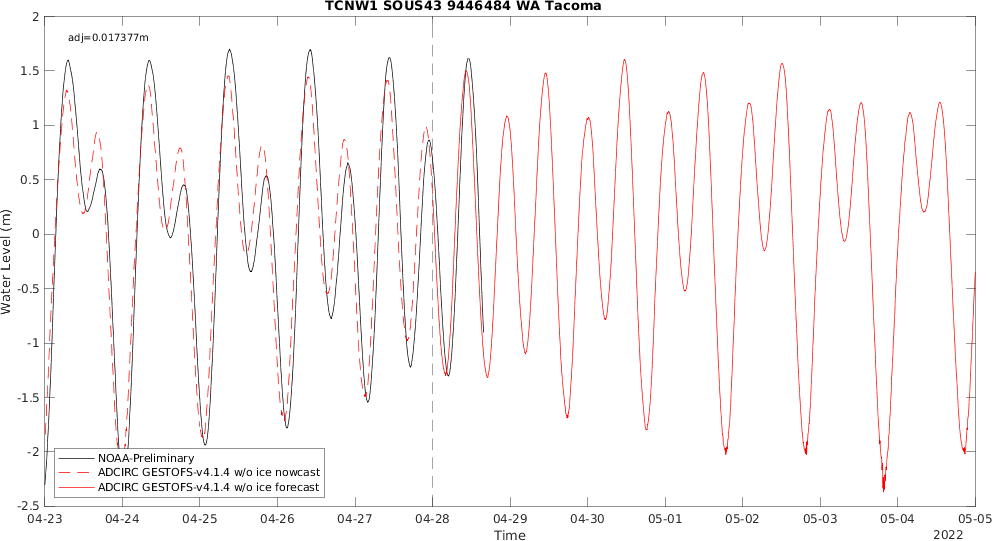 TCNW1 SOUS43 9446484 WA Tacoma
adj=0.017377m
Water Level (m)
2
1.5
1
0.5
0
-0.5
-1
-1.5
-2
-2.5
NOAA-Preliminary
ADCIRC GESTOFS-v4.1.4 w/o ice nowcast
ADCIRC GESTOFS-v4.1.4 w/o ice forecast
04-23 04-24 04-25 04-26 04-27 04-28 04-29 04-30 05-01 05-02 05-03 05-04 05-05
Time
2022